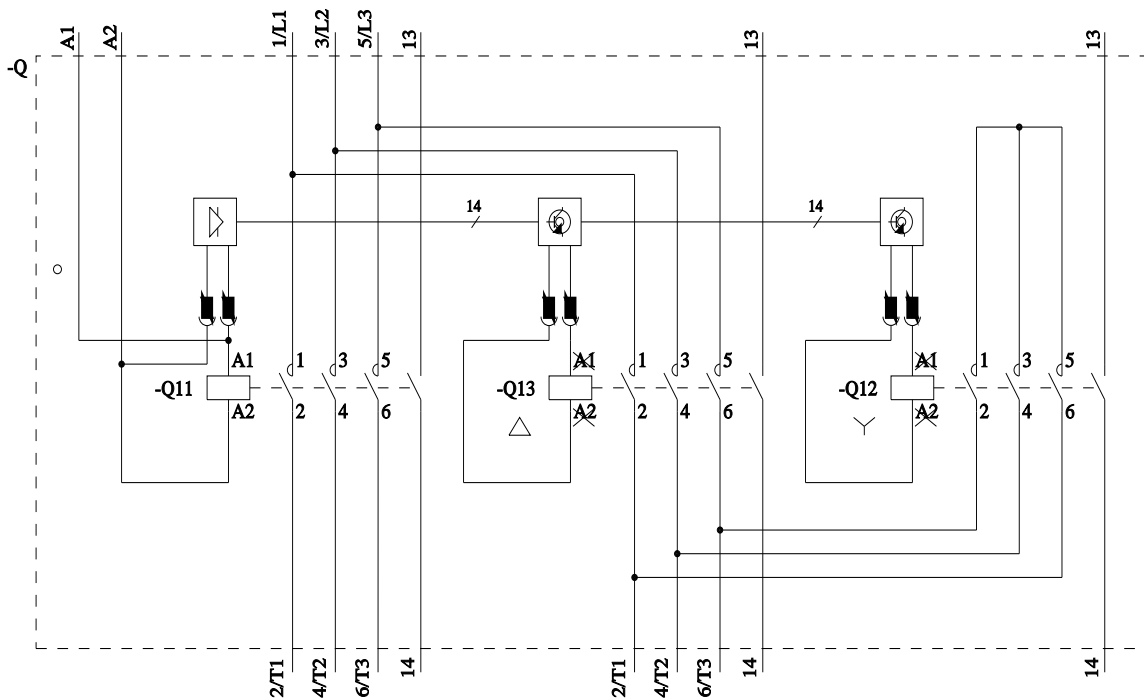 A1 A2 1/L1 3/L2 5/L3 13 13 13
-Q
14 14
A1 1 3 5 A1 1 3 5 A1 1 3 5
-Q11 -Q13 -Q12
A2 2 4 6 A2 2 4 6 A2 2 4 6
2/T1 4/T2 6/T3 14 2/T1 4/T2 6/T3 14 14